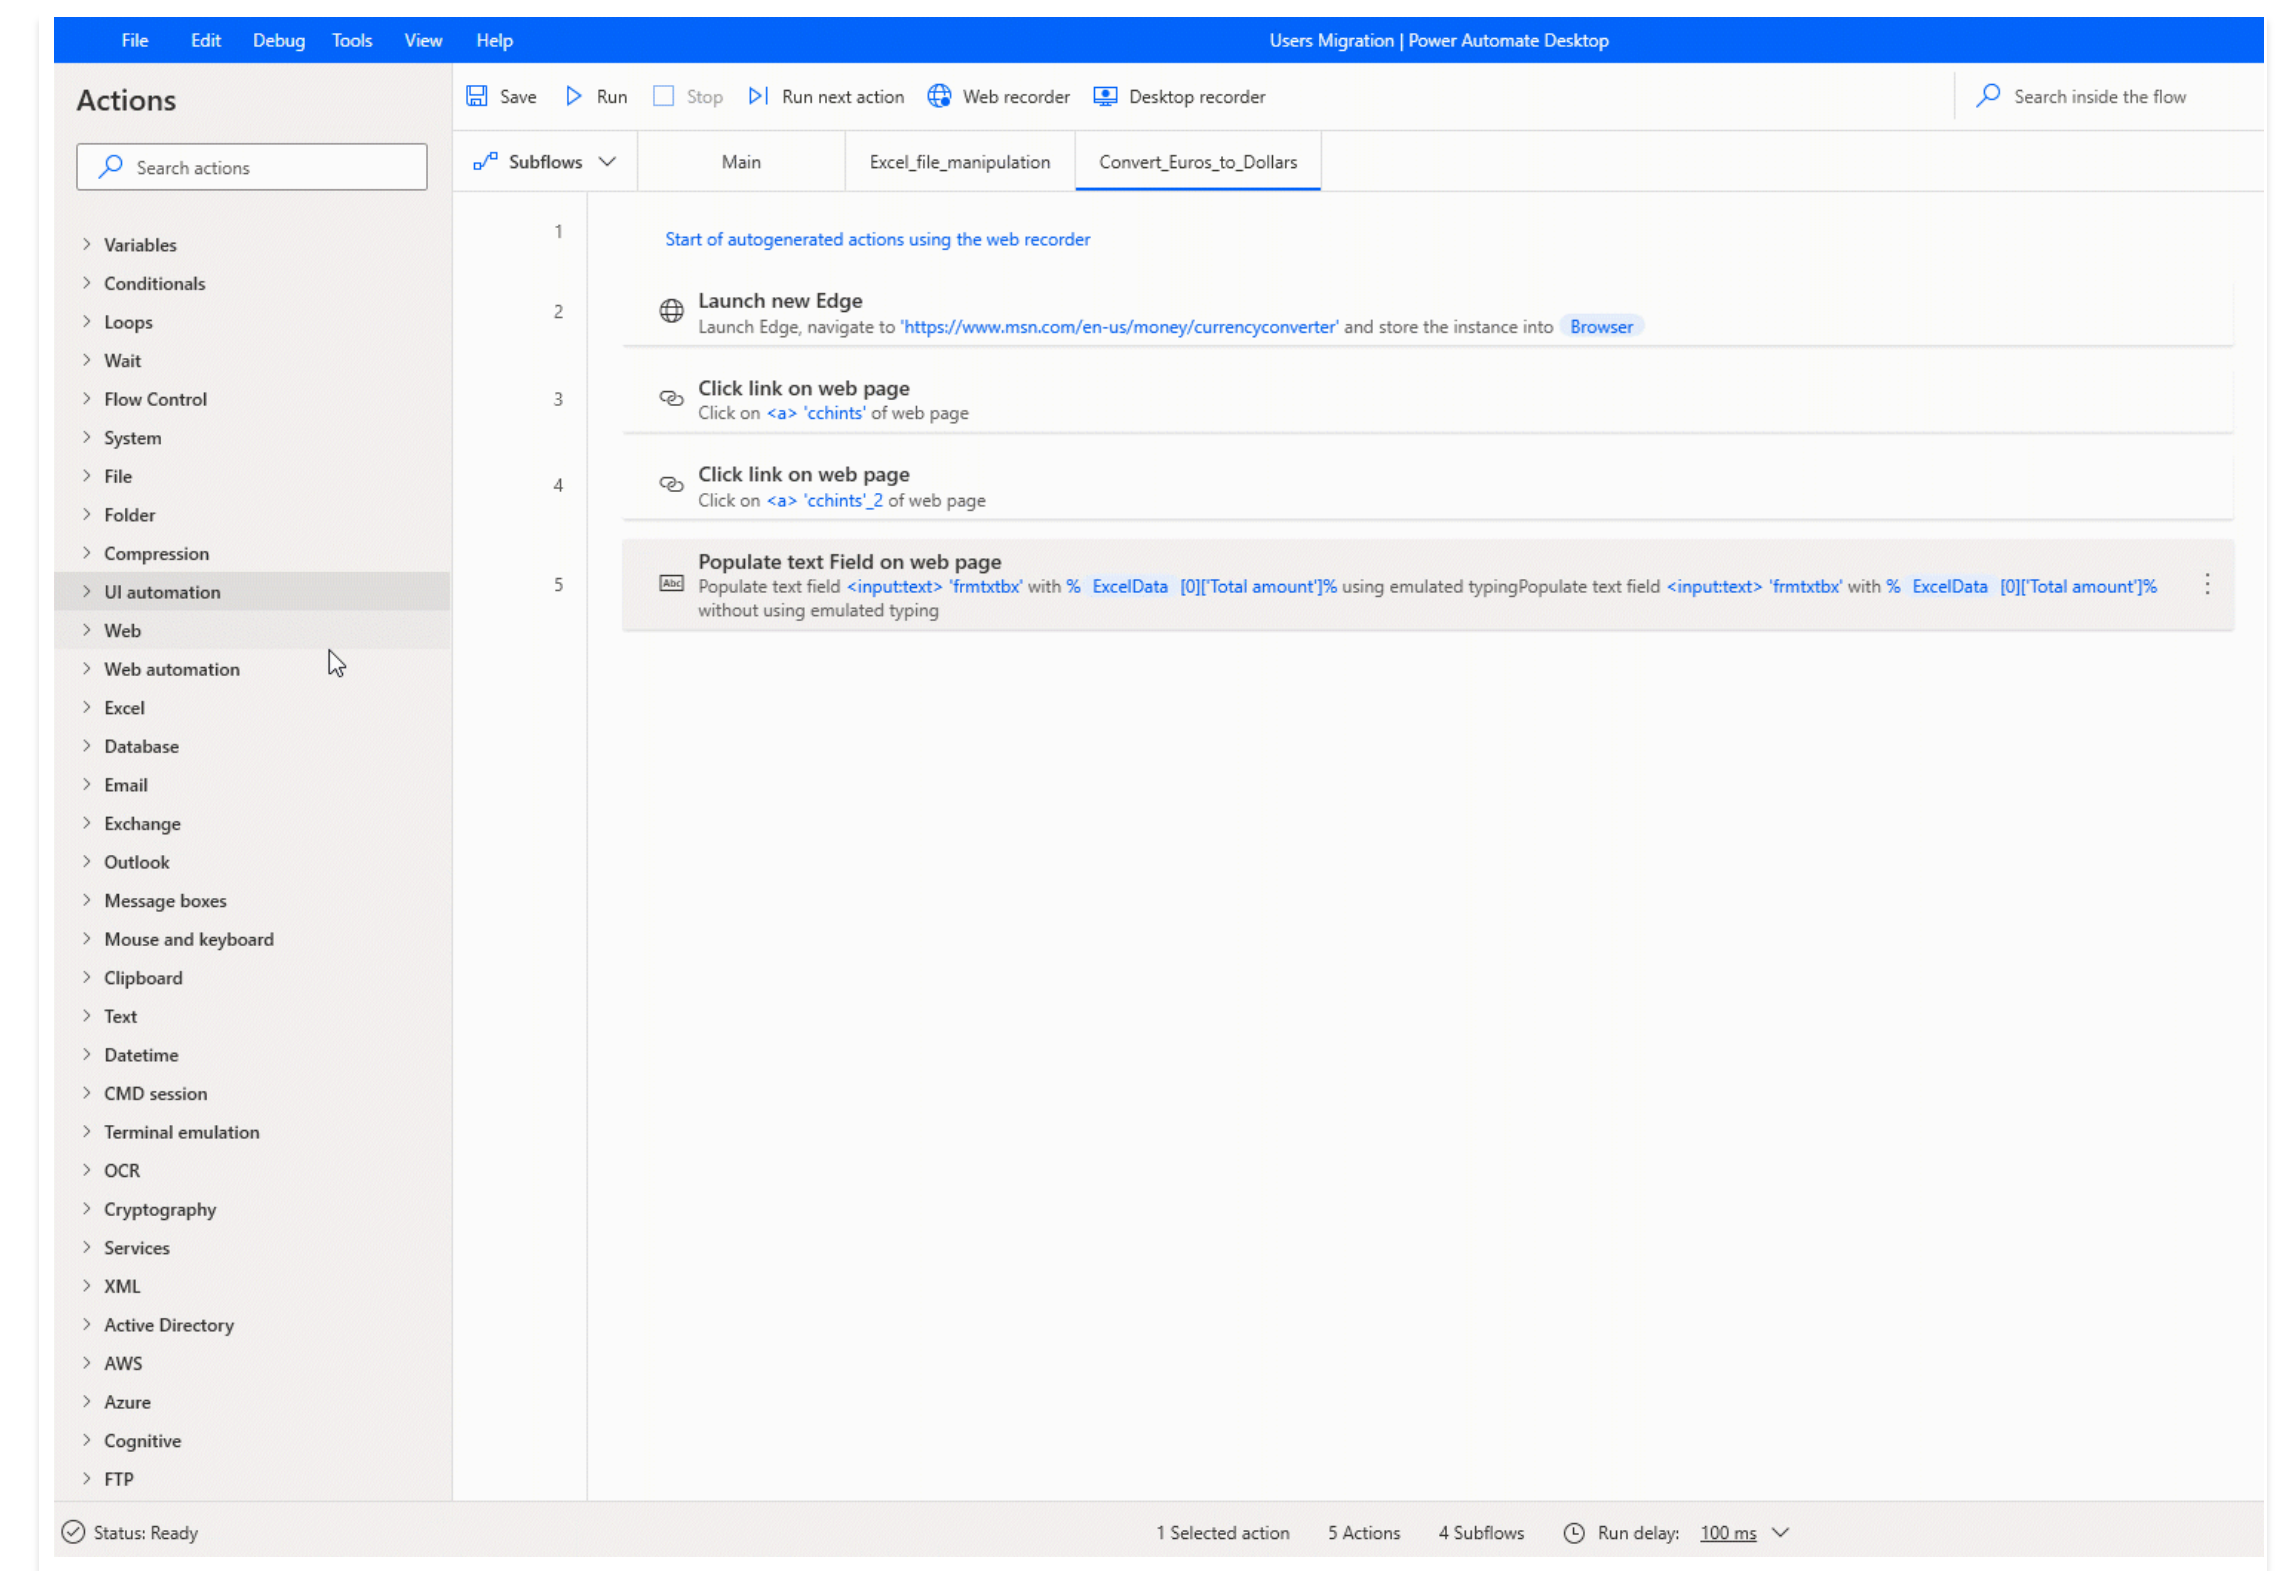 File Edit Debug Tools View Help Users Migration | Power Automate Desktop
Actions
Search actions
Variables
Conditionals
Loops
Wait
Flow Control
System
File
Folder
Compression
UI automation
Web
Web automation
Excel
Database
Email
Exchange
Outlook
Message boxes
Mouse and keyboard
Clipboard
Text
Datetime
CMD session
Terminal emulation
OCR
Cryptography
Services
XML
Active Directory
AWS
Azure
Cognitive
FTP
Save Run Stop Run next action Web recorder Desktop recorder Search inside the flow
Subflows Main Excel_file_manipulation Convert_Euros_to_Dollars
1 Start of autogenerated actions using the web recorder
2 Launch new Edge
Launch Edge, navigate to 'https://www.msn.com/en-us/money/currencyconverter' and store the instance into Browser
3 Click link on web page
Click on <a> 'cchints' of web page
4 Click link on web page
Click on <a> 'cchints'_2 of web page
5 Abc Populate text Field on web page
Populate text field <input:text> 'frmtxtbx' with % ExcelData [0]['Total amount']% using emulated typingPopulate text field <input:text> 'frmtxtbx' with % ExcelData [0]['Total amount']%
without using emulated typing
Status: Ready 1 Selected action 5 Actions 4 Subflows Run delay: 100 ms